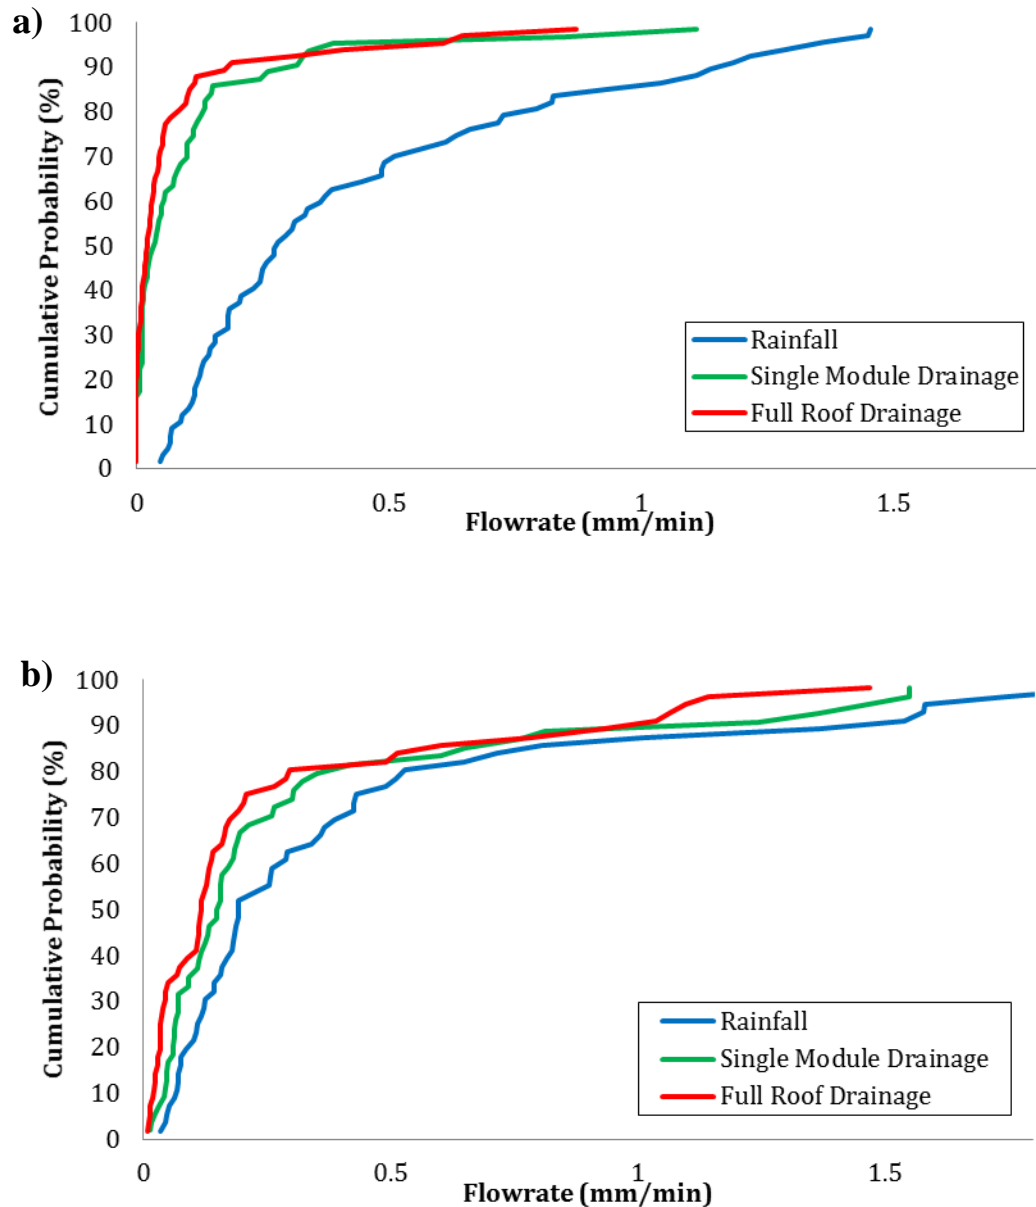 a)
100
90
80
70
60
50
40
30
20
10
0
Cumulative Probability (%)
Rainfall
Single Module Drainage
Full Roof Drainage
0
0.5
1
1.5
Flowrate (mm/min)
b)
100
90
80
70
60
50
40
30
20
10
0
Cumulative Probability (%)
Rainfall
Single Module Drainage
Full Roof Drainage
0
0.5
1
1.5
Flowrate (mm/min)